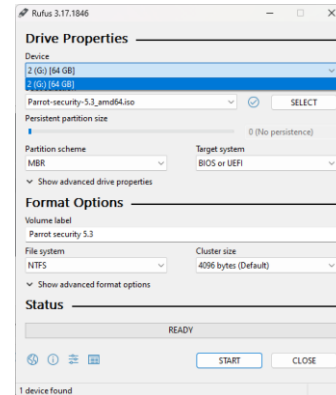 Rufus 3.17.1846
Drive Properties
Device
2 (G:) [64 GB]
2 (G:) [64 GB]
Parrot-security-5.3_amd64.iso
SELECT
Persistent partition size
0 (No persistence)
Partition scheme
Target system
MBR
BIOS or UEFI
Show advanced drive properties
Format Options
Volume label
Parrot security 5.3
File system
Cluster size
NTFS
4096 bytes (Default)
Show advanced format options
Status
READY
START
CLOSE
1 device found